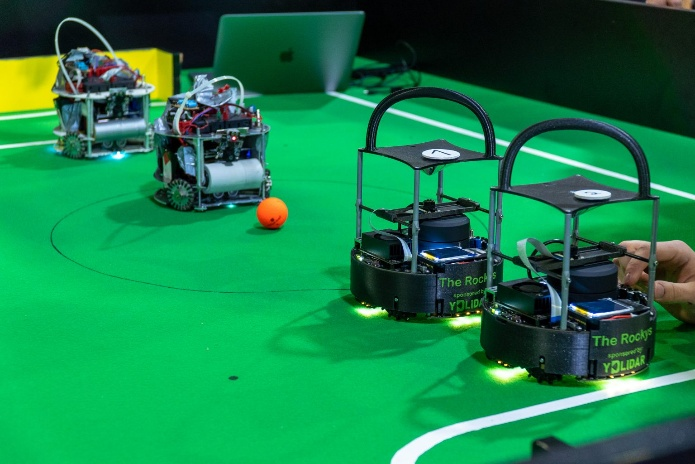 The Rockys
sponsored by
YDLIDAR
The Rockys
sponsored by
YDLIDAR